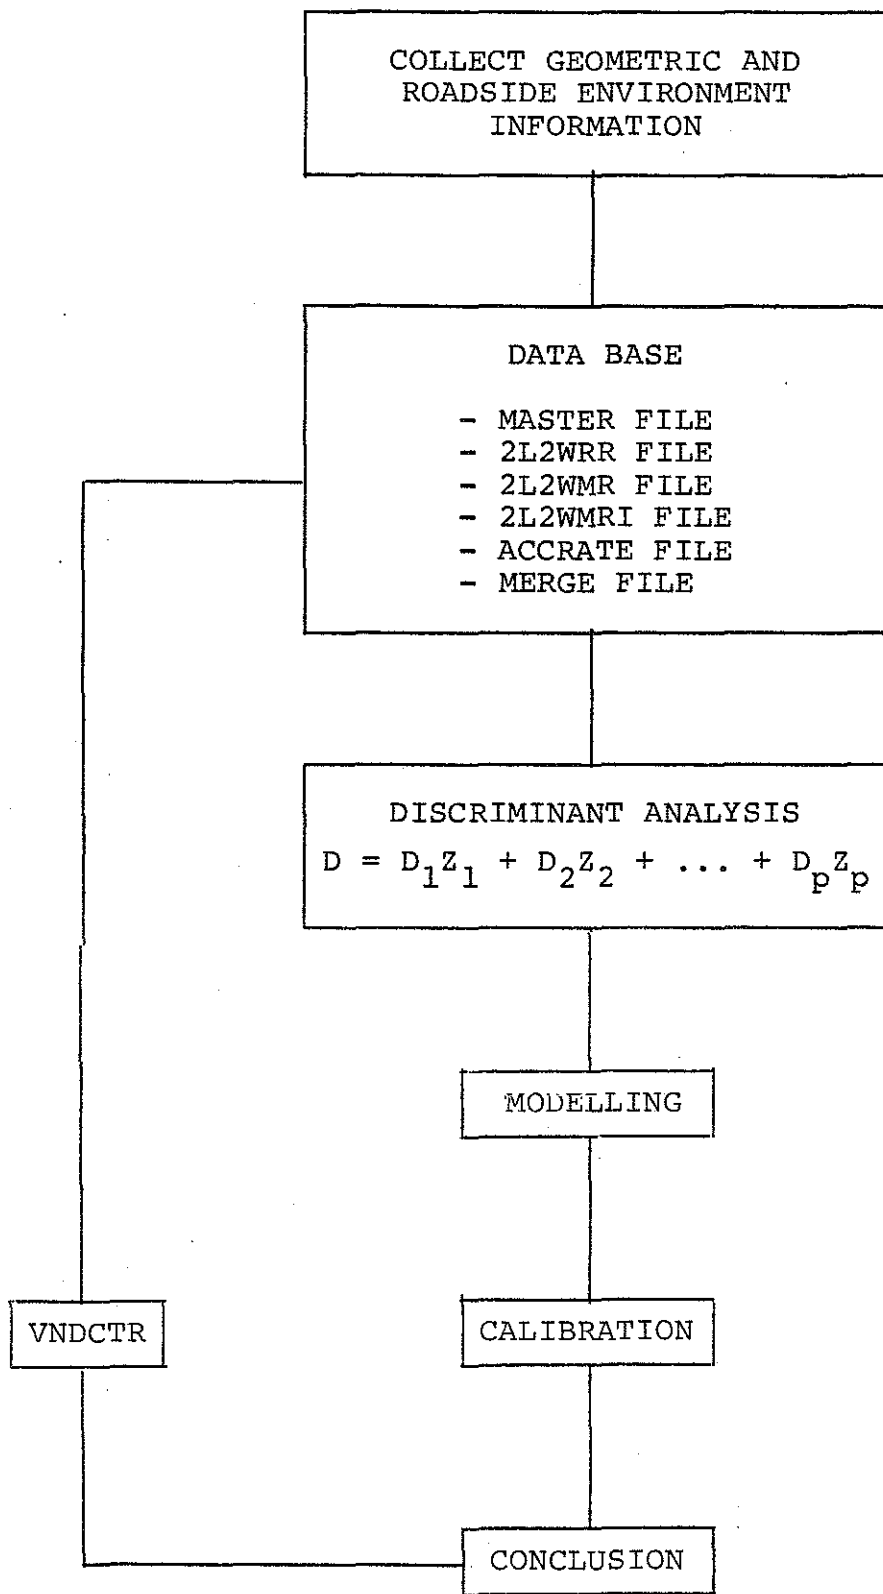 COLLECT GEOMETRIC AND
ROADSIDE ENVIRONMENT
INFORMATION
DATA BASE
- MASTER FILE
- 2L2WRR FILE
- 2L2WMR FILE
- 2L2WMRI FILE
- ACCRATE FILE
- MERGE FILE
DISCRIMINANT ANALYSIS
D = D₁Z₁ + D₂Z₂ + ... + DₚZₚ
MODELLING
VNDCTR
CALIBRATION
CONCLUSION